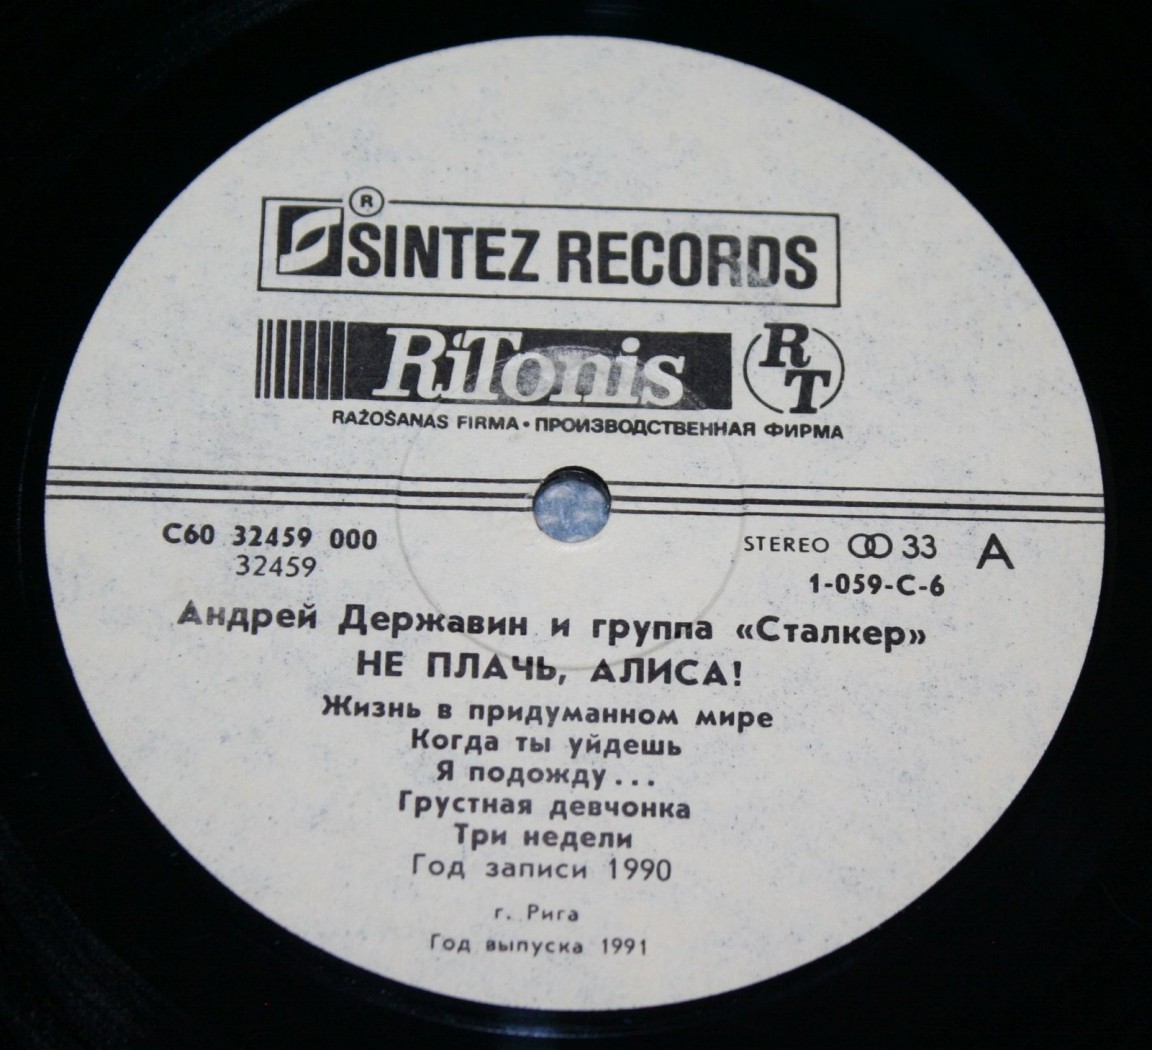 ®
SINTEZ RECORDS
RiTonis RT
RAŽOŠANAS FIRMA • ПРОИЗВОДСТВЕННАЯ ФИРМА
С60 32459 000
32459
STEREO 33 A
1-059-C-6
Андрей Державин и группа «Сталкер»
НЕ ПЛАЧЬ, АЛИСА!
Жизнь в придуманном мире
Когда ты уйдешь
Я подожду...
Грустная девчонка
Три недели
Год записи 1990
г. Рига
Год выпуска 1991